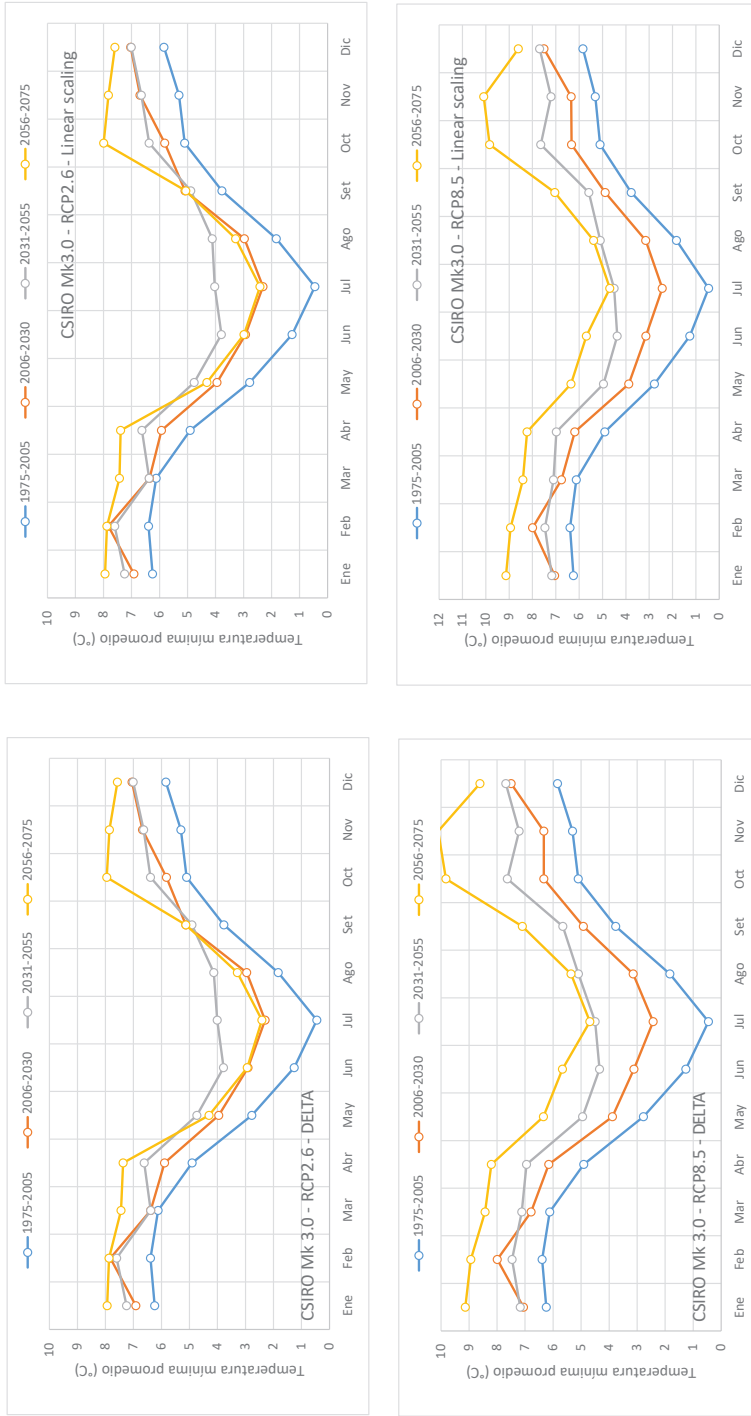 1975-2005 2006-2030 2031-2055 2056-2075
10
9
8
7
6
5
4
3
2
1
0
Temperatura mínima promedio (°C)
CSIRO Mk 3.0 - RCP2.6 - DELTA
Ene Feb Mar Abr May Jun Jul Ago Set Oct Nov Dic
1975-2005 2006-2030 2031-2055 2056-2075
10
9
8
7
6
5
4
3
2
1
0
Temperatura mínima promedio (°C)
CSIRO Mk3.0 - RCP2.6 - Linear scaling
Ene Feb Mar Abr May Jun Jul Ago Set Oct Nov Dic
1975-2005 2006-2030 2031-2055 2056-2075
10
9
8
7
6
5
4
3
2
1
0
Temperatura mínima promedio (°C)
CSIRO Mk 3.0 - RCP8.5 - DELTA
Ene Feb Mar Abr May Jun Jul Ago Set Oct Nov Dic
1975-2005 2006-2030 2031-2055 2056-2075
12
11
10
9
8
7
6
5
4
3
2
1
0
Temperatura mínima promedio (°C)
CSIRO Mk3.0 - RCP8.5 - Linear scaling
Ene Feb Mar Abr May Jun Jul Ago Set Oct Nov Dic